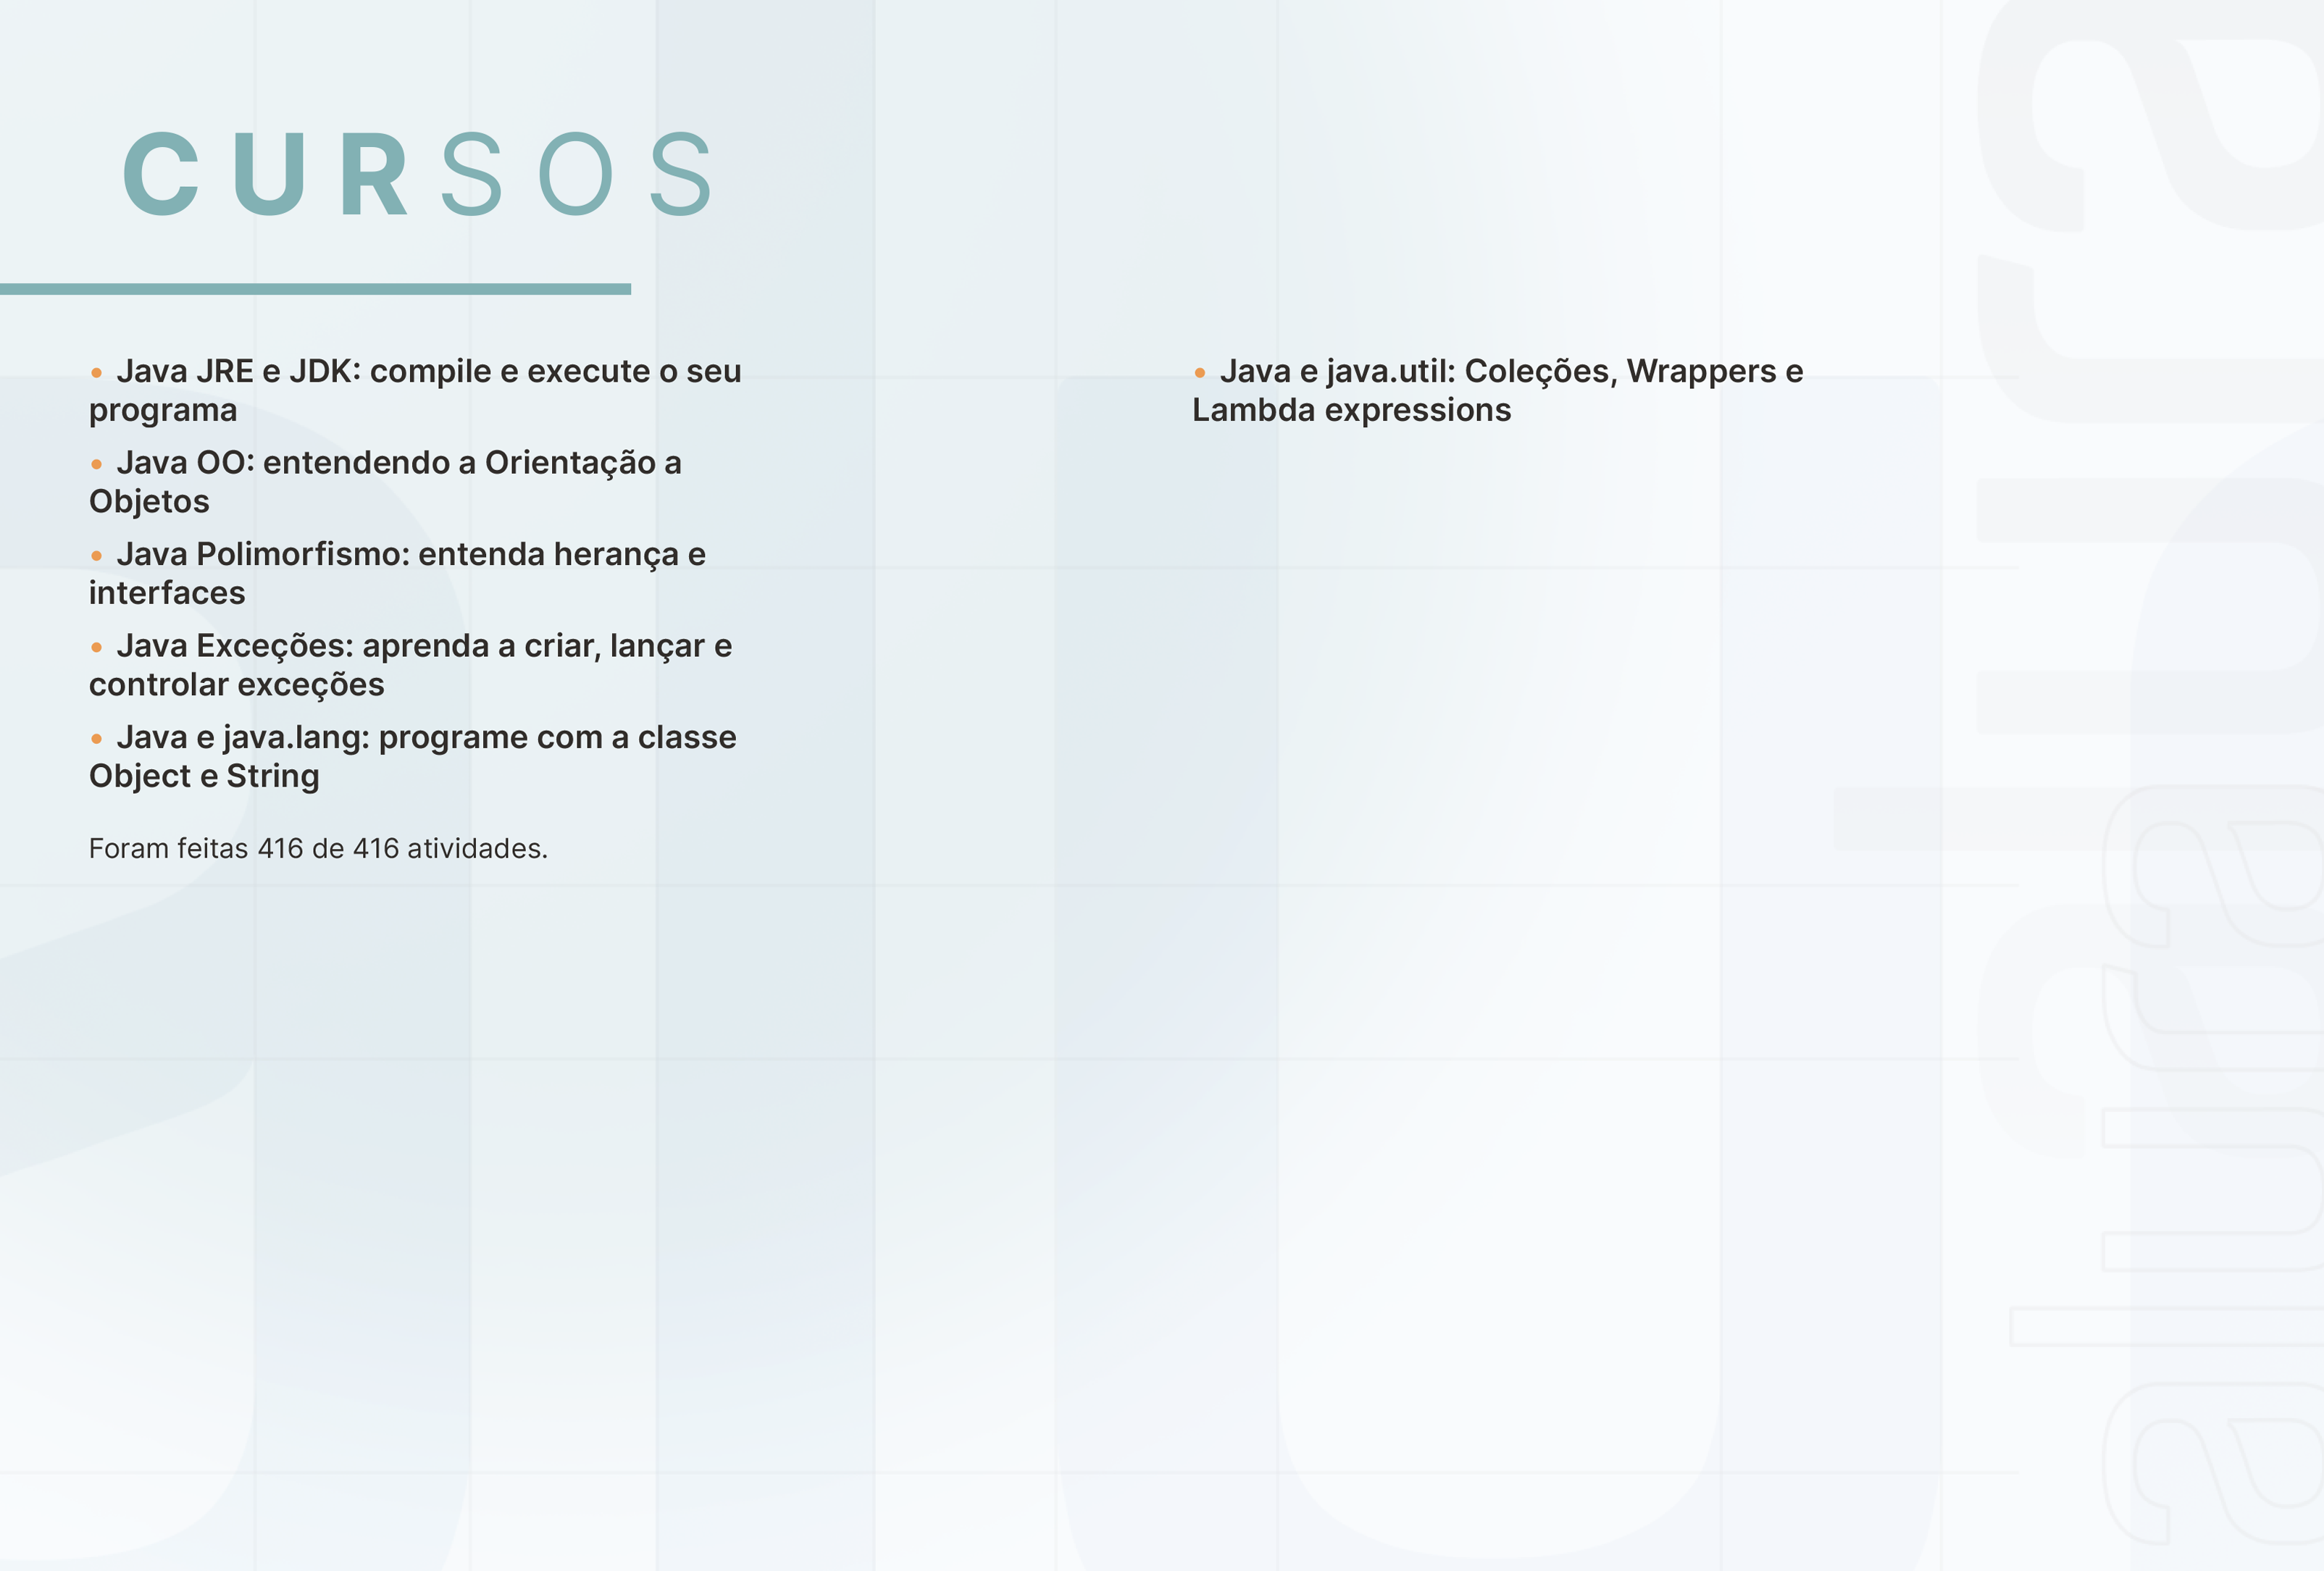 CURSOS
• Java JRE e JDK: compile e execute o seu
programa
• Java OO: entendendo a Orientação a
Objetos
• Java Polimorfismo: entenda herança e
interfaces
• Java Exceções: aprenda a criar, lançar e
controlar exceções
• Java e java.lang: programe com a classe
Object e String
Foram feitas 416 de 416 atividades.
• Java e java.util: Coleções, Wrappers e
Lambda expressions
alura
alura